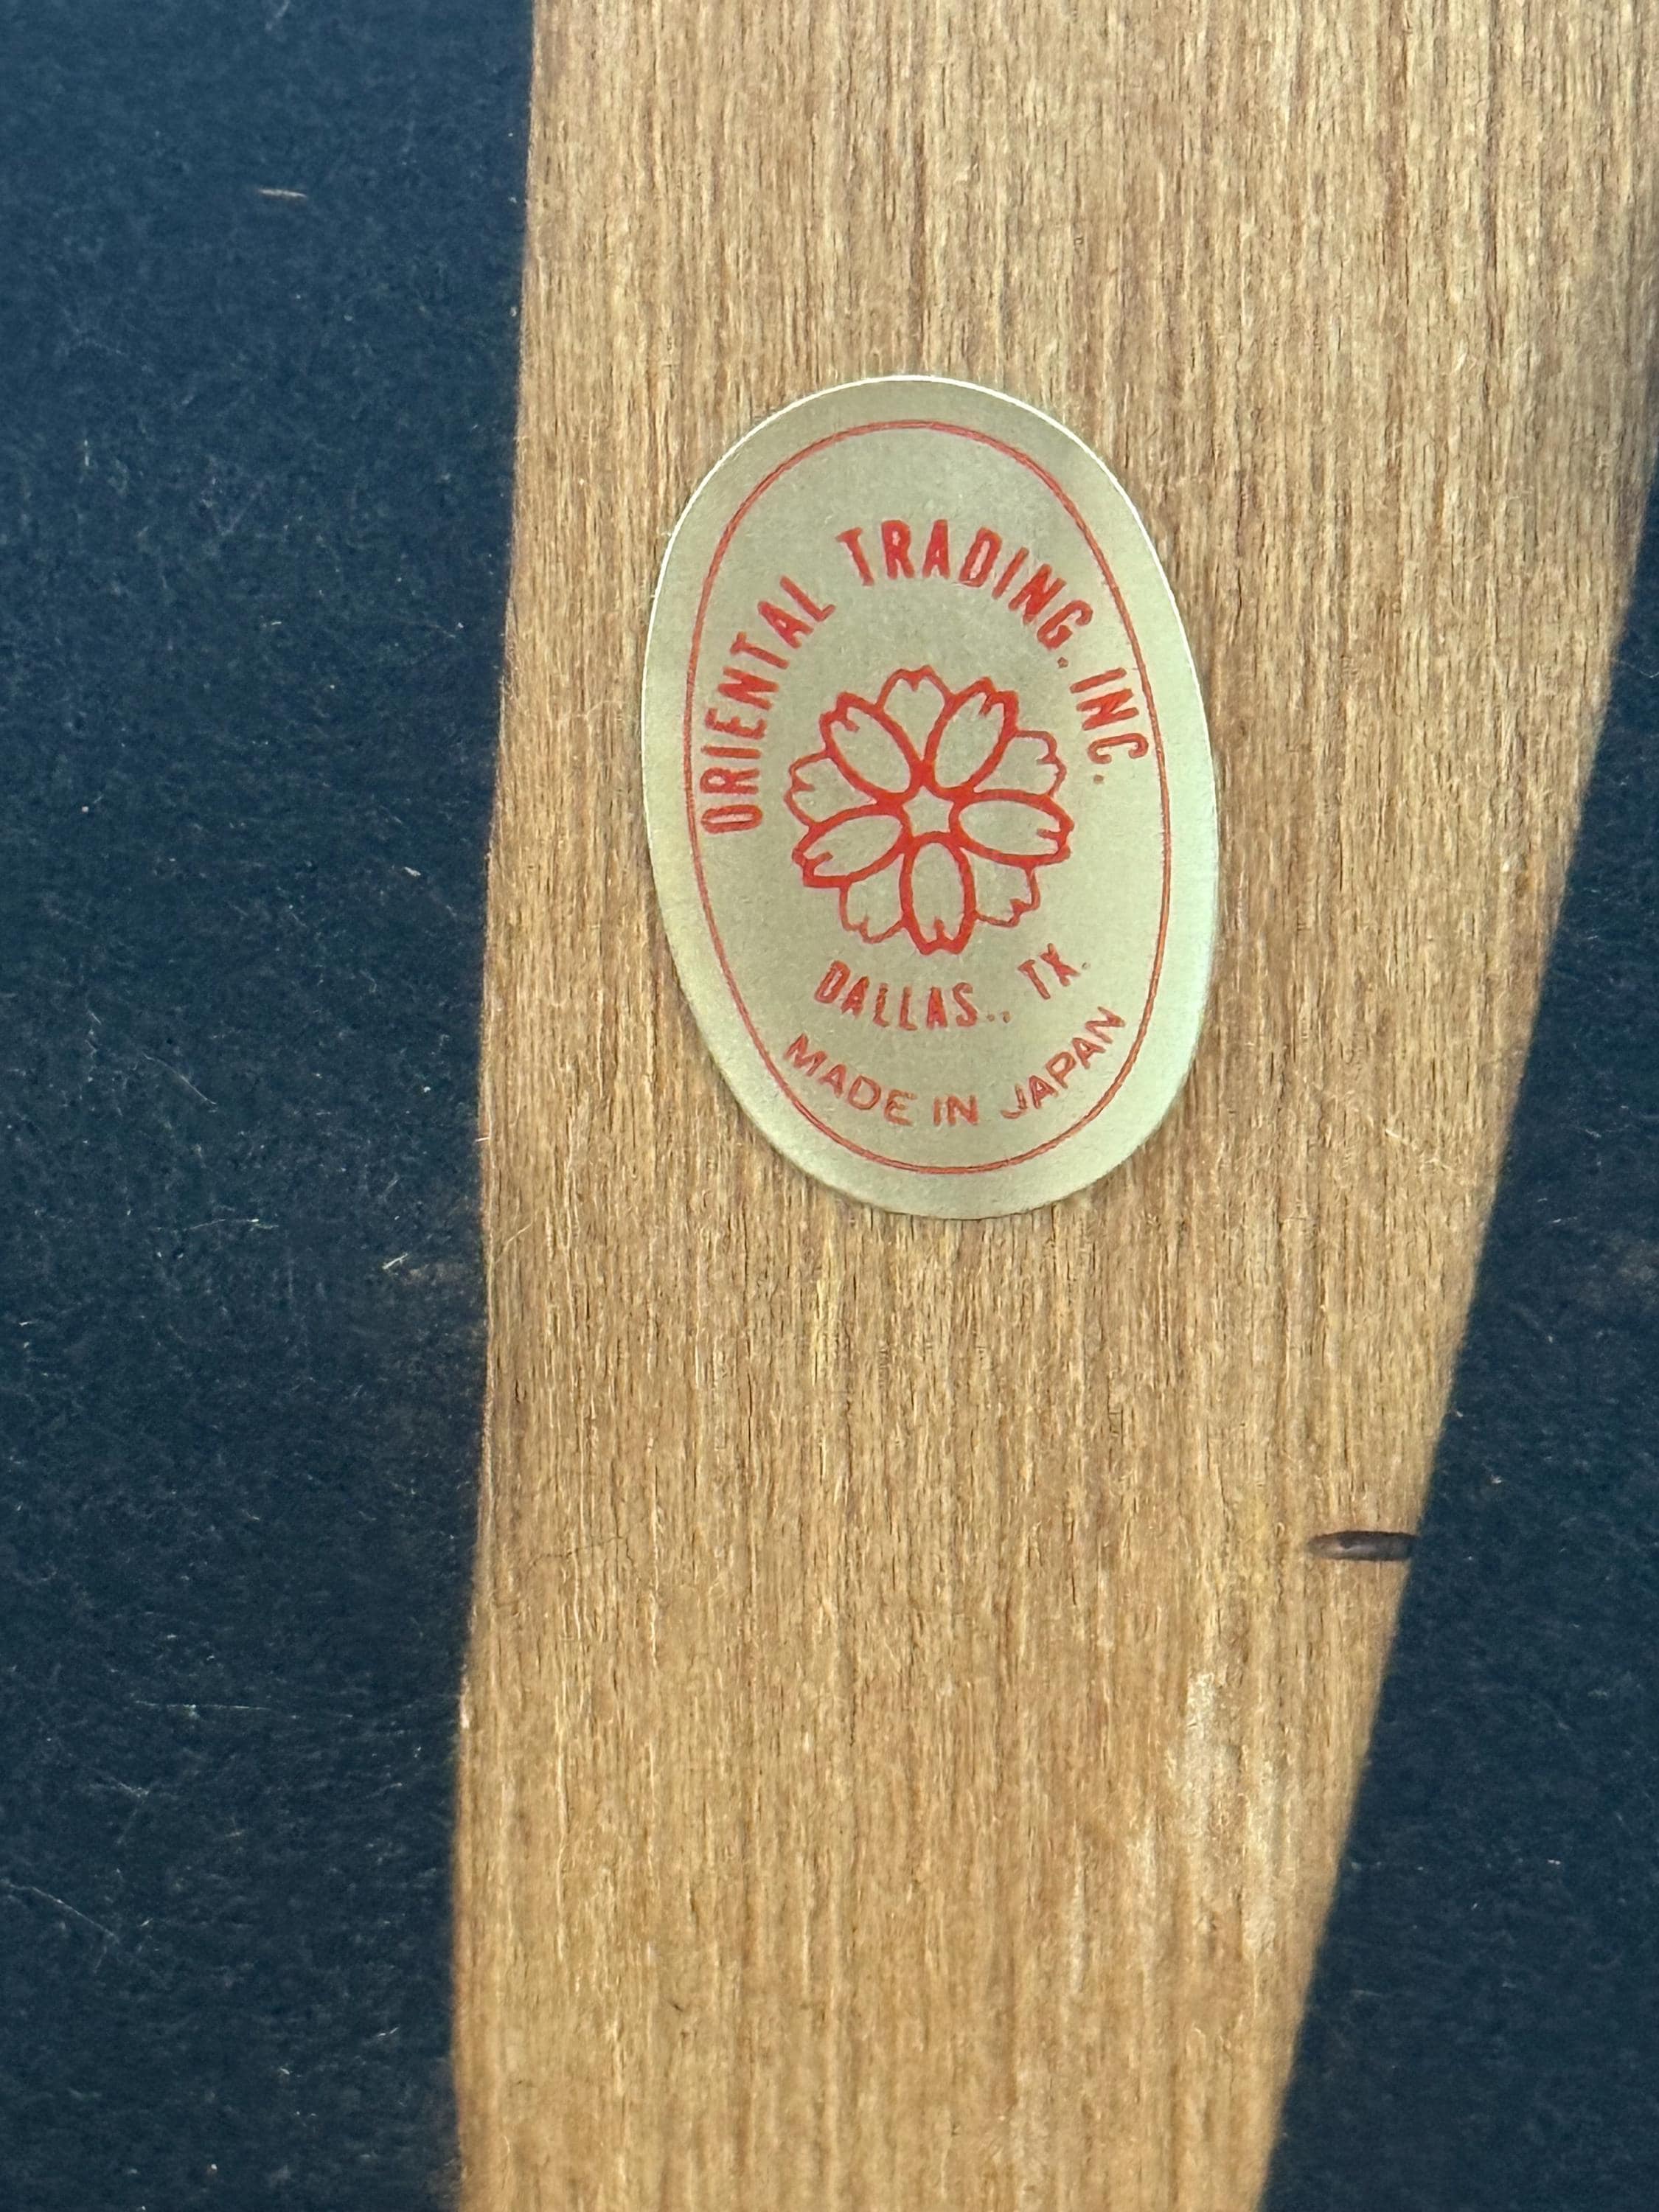 ORIENTAL TRADING. INC.
DALLAS., TX.
MADE IN JAPAN